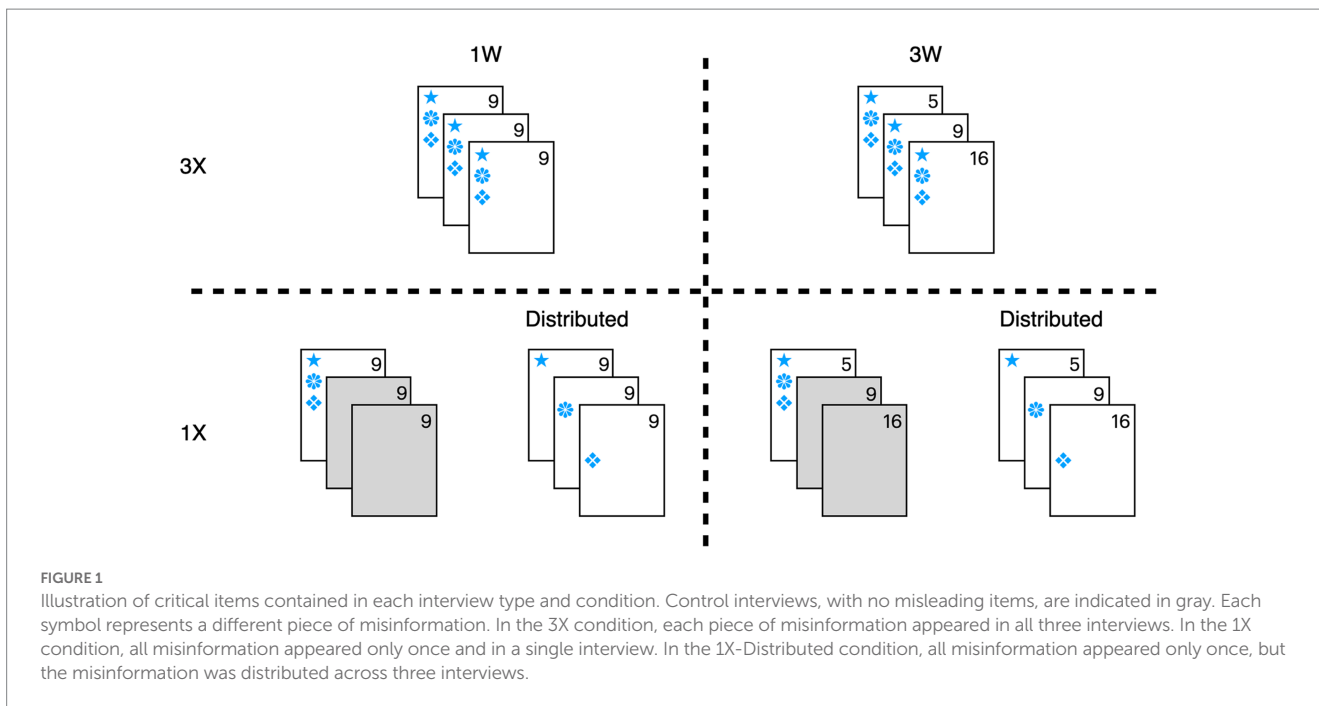 1W
3W
3X
9
9
9
5
9
16
Distributed
Distributed
1X
9
9
9
9
9
9
5
9
16
5
9
16
FIGURE 1
Illustration of critical items contained in each interview type and condition. Control interviews, with no misleading items, are indicated in gray. Each
symbol represents a different piece of misinformation. In the 3X condition, each piece of misinformation appeared in all three interviews. In the 1X
condition, all misinformation appeared only once and in a single interview. In the 1X-Distributed condition, all misinformation appeared only once, but
the misinformation was distributed across three interviews.